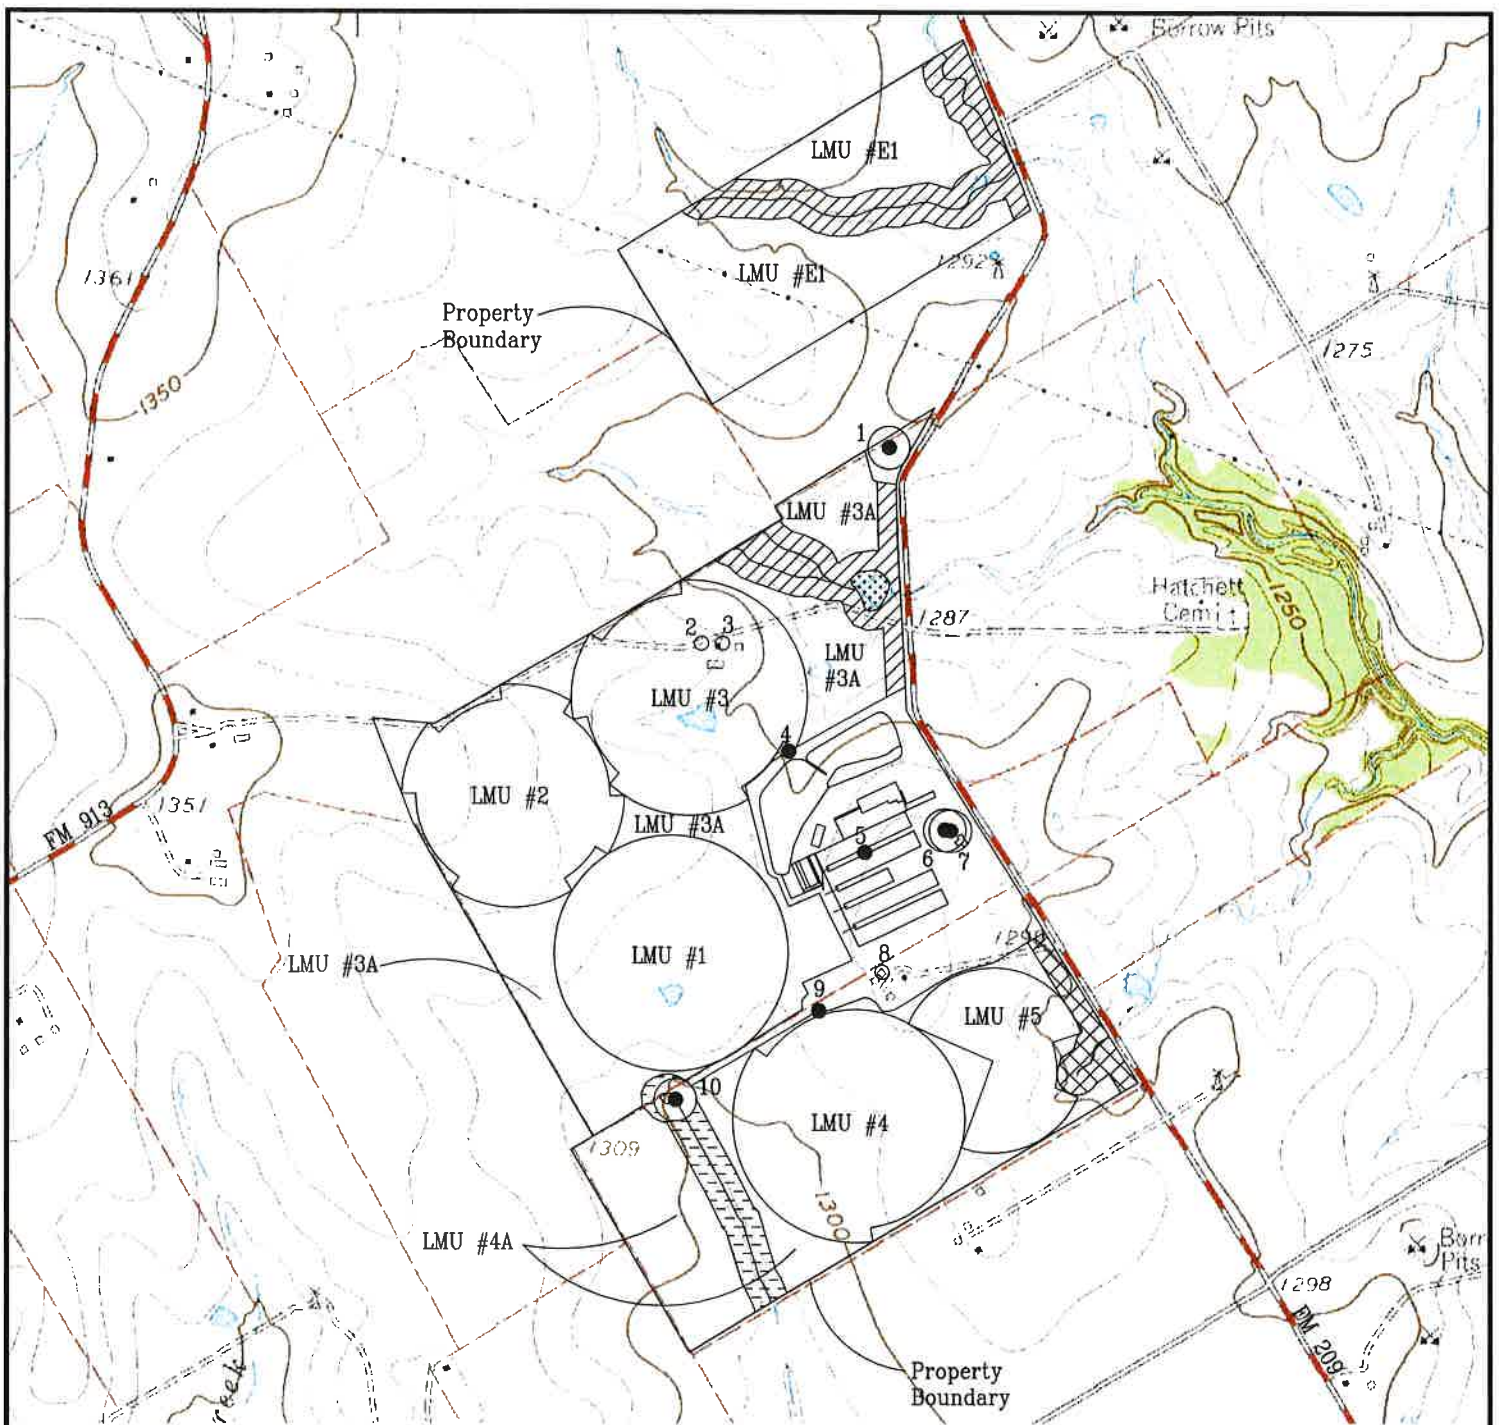 Borrow Pits
LMU #E1
1292
LMU #E1
1361
Property
Boundary
1275
1350
1
LMU #3A
Hatchett
Cem
1250
1287
2
3
LMU
#3A
LMU #3
4
LMU #2
1351
FM 913
LMU #3A
5
6
7
LMU #1
LMU #3A
8
9
LMU #5
10
LMU #4
1309
LMU #4A
1300
Borr
Pits
1298
FM 209
reek
Property
Boundary